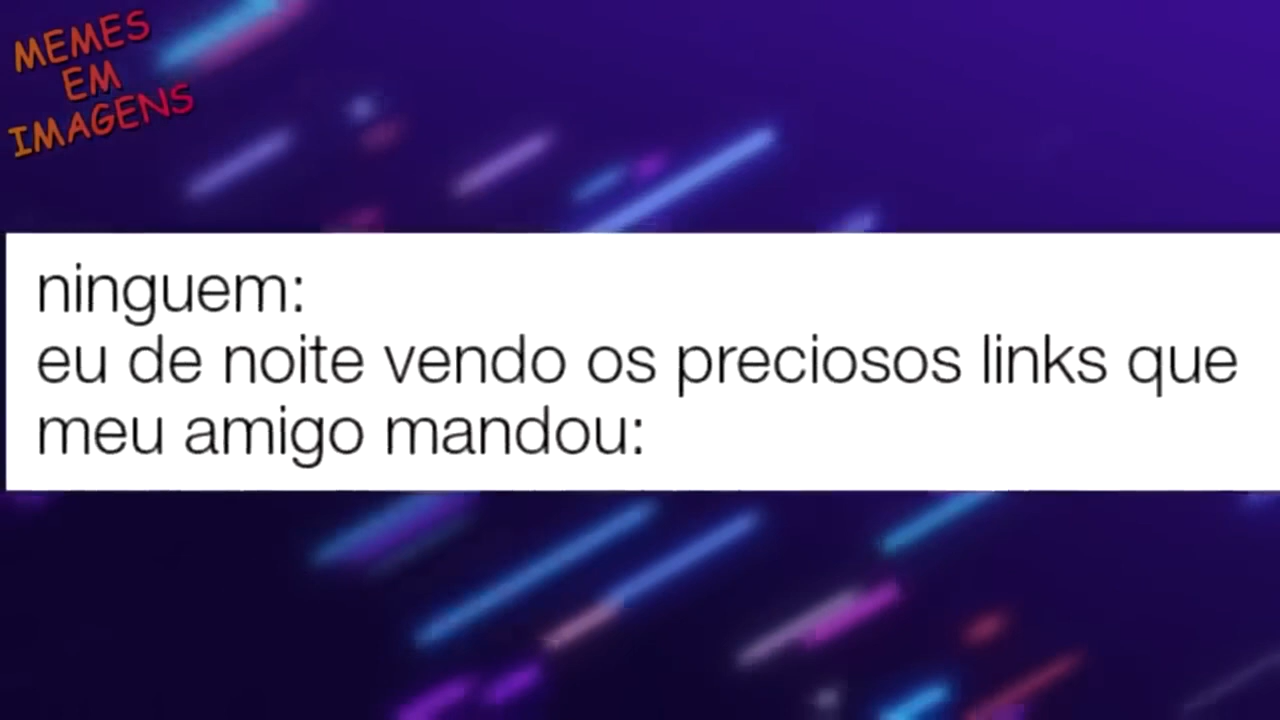 MEMES
EM
IMAGENS
ninguem:
eu de noite vendo os preciosos links que
meu amigo mandou: